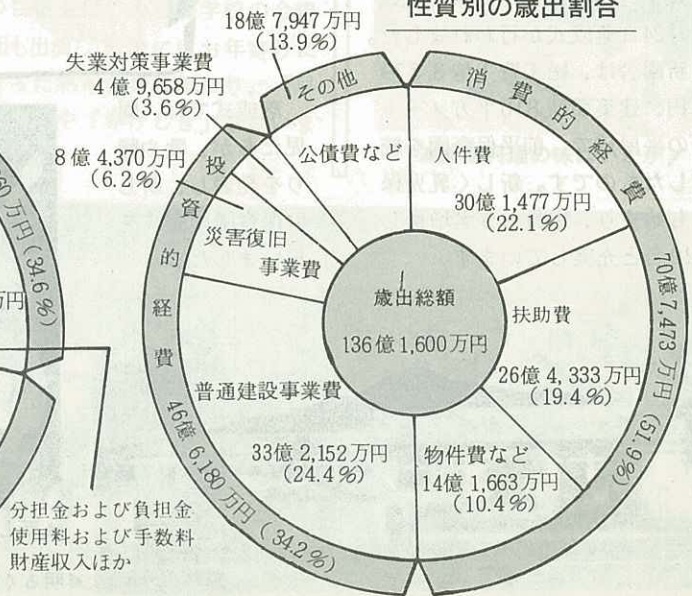 性質別の歳出割合
18億 7,947万円
(13.9%)
失業対策事業費
4億 9,658万円
(3.6%)
8億 4,370万円
(6.2%)
その他
公債費など
消費的経費
人件費
30億 1,477万円
(22.1%)
70億 7,473万円 (51.9%)
扶助費
26億 4,333万円
(19.4%)
物件費など
14億 1,663万円
(10.4%)
投資的経費
46億 6,180万円 (34.2%)
災害復旧
事業費
普通建設事業費
33億 2,152万円
(24.4%)
歳出総額
136億 1,600万円
万円 (34.6%)
万円
分担金および負担金
使用料および手数料
財産収入ほか